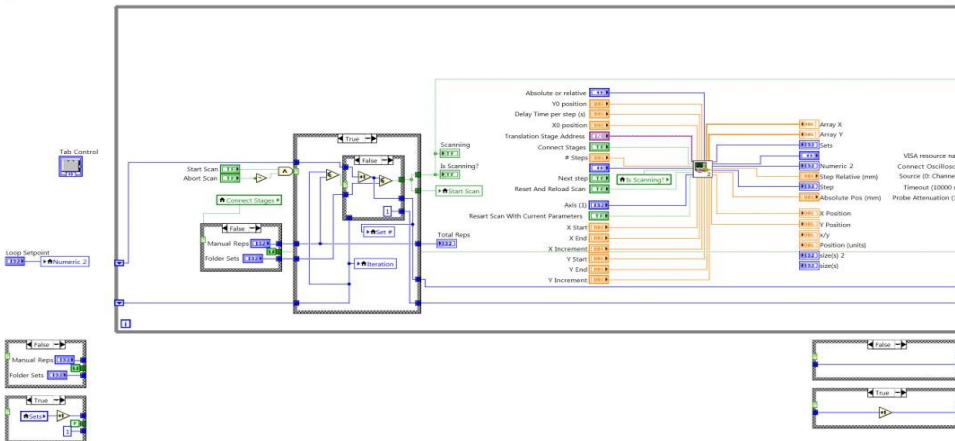 Tab Control
Loop Setpoint
Numeric 2
Start Scan
Abort Scan
Connect Stages
False
Manual Reps
Folder Sets
True
False
1
Set #
Iteration
Scanning
Is Scanning?
Start Scan
Total Reps
Absolute or relative
Y0 position
Delay Time per step (s)
X0 position
Translation Stage Address
Connect Stages
# Steps
Next step
Is Scanning?
Reset And Reload Scan
Axis (1)
Resart Scan With Current Parameters
X Start
X End
X Increment
Y Start
Y End
Y Increment
Array X
Array Y
Sets
Numeric 2
Step Relative (mm)
Step
Absolute Pos (mm)
X Position
Y Position
x/y
Position (units)
size(s) 2
size(s)
VISA resource na
Connect Oscillosc
Source (0: Channe
Timeout (10000 m
Probe Attenuation (1
i
False
Manual Reps
Folder Sets
True
Sets
1
False
True